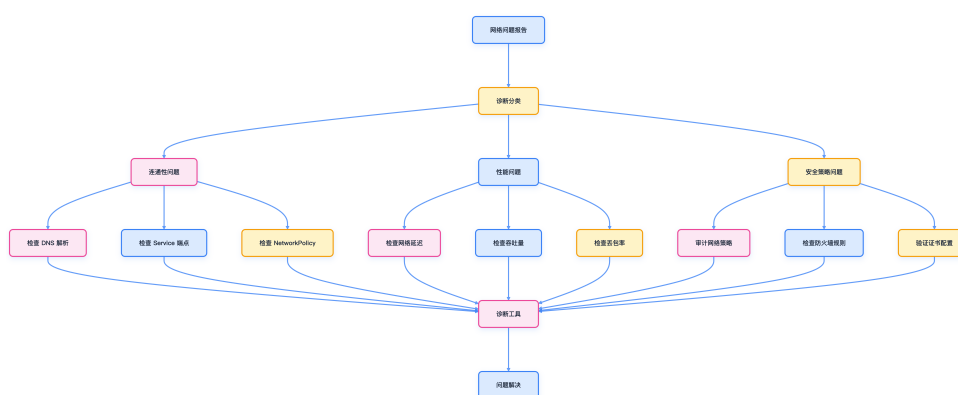 网络问题报告
诊断分类
连通性问题
性能问题
安全策略问题
检查 DNS 解析
检查 Service 端点
检查 NetworkPolicy
检查网络延迟
检查吞吐量
检查丢包率
审计网络策略
检查防火墙规则
验证证书配置
诊断工具
问题解决